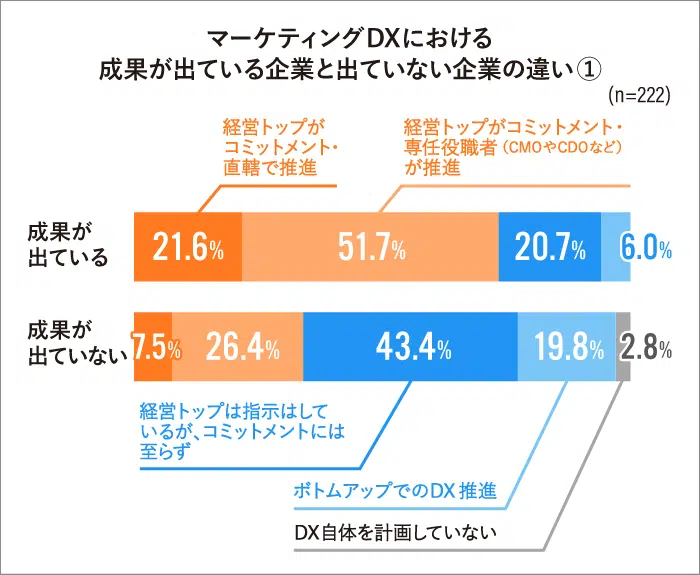 マーケティングDXにおける
成果が出ている企業と出ていない企業の違い①
(n=222)
経営トップが
コミットメント・
直轄で推進
経営トップがコミットメント・
専任役職者（CMOやCDOなど）
が推進
成果が
出ている
21.6%
51.7%
20.7%
6.0%
成果が
出ていない
7.5%
26.4%
43.4%
19.8%
2.8%
経営トップは指示はして
いるが、コミットメントには
至らず
ボトムアップでのDX推進
DX自体を計画していない